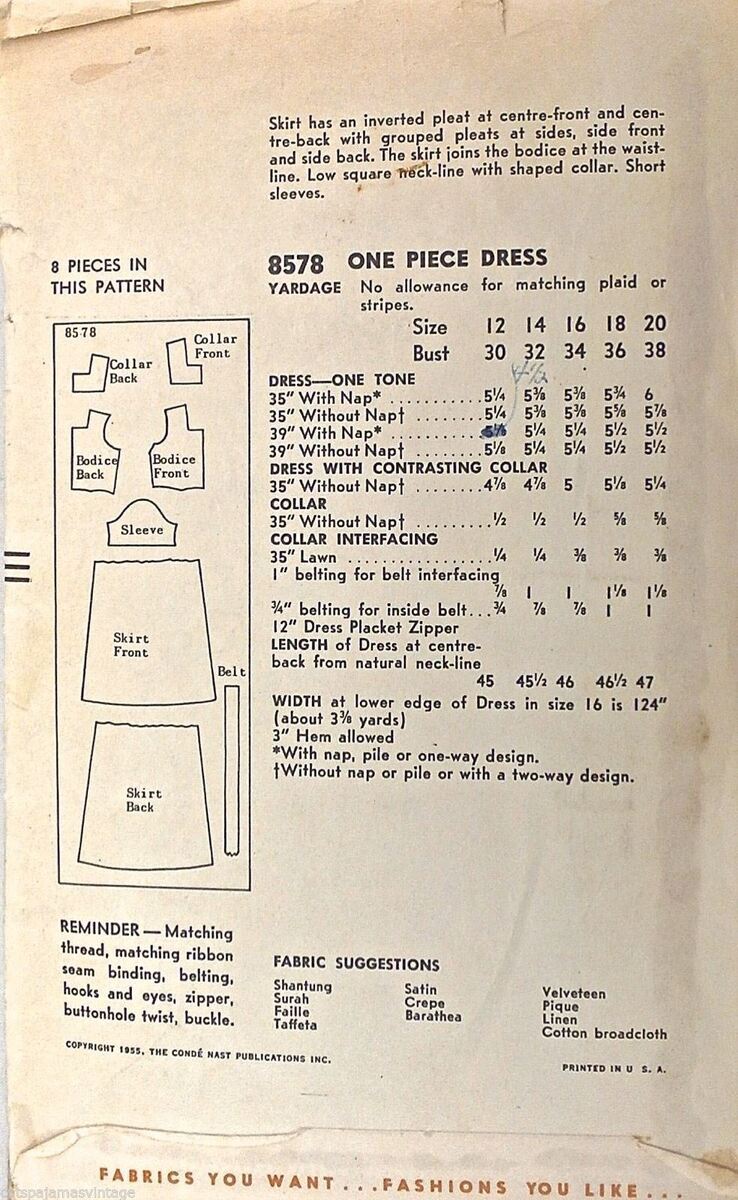 Skirt has an inverted pleat at centre-front and cen-
tre-back with grouped pleats at sides, side front
and side back. The skirt joins the bodice at the waist-
line. Low square neck-line with shaped collar. Short
sleeves.
8 PIECES IN
THIS PATTERN
8578 ONE PIECE DRESS
YARDAGE No allowance for matching plaid or
stripes.
Size 12 14 16 18 20
Bust 30 32 34 36 38
4½
DRESS—ONE TONE
35" With Nap* ...........5¼ 5⅜ 5⅜ 5¾ 6
35" Without Nap† ........5¼ 5⅜ 5⅜ 5⅝ 5⅞
39" With Nap* .......... 5¼ 5¼ 5½ 5½
39" Without Nap† ........5⅛ 5¼ 5¼ 5½ 5½
DRESS WITH CONTRASTING COLLAR
35" Without Nap† ........4⅞ 4⅞ 5 5⅛ 5¼
COLLAR
35" Without Nap† .........½ ½ ½ ⅝ ⅝
COLLAR INTERFACING
35" Lawn .................¼ ¼ ⅜ ⅜ ⅜
1" belting for belt interfacing
⅞ 1 1 1⅛ 1⅛
¾" belting for inside belt...¾ ⅞ ⅞ 1 1
12" Dress Placket Zipper
LENGTH of Dress at centre-
back from natural neck-line
45 45½ 46 46½ 47
WIDTH at lower edge of Dress in size 16 is 124"
(about 3⅜ yards)
3" Hem allowed
*With nap, pile or one-way design.
†Without nap or pile or with a two-way design.
8578
Collar
Back
Collar
Front
Bodice
Back
Bodice
Front
Sleeve
Skirt
Front
Belt
Skirt
Back
REMINDER — Matching
thread, matching ribbon
seam binding, belting,
hooks and eyes, zipper,
buttonhole twist, buckle.
FABRIC SUGGESTIONS
Shantung
Surah
Faille
Taffeta
Satin
Crepe
Barathea
Velveteen
Pique
Linen
Cotton broadcloth
COPYRIGHT 1955, THE CONDÉ NAST PUBLICATIONS INC.
PRINTED IN U S. A.
FABRICS YOU WANT...FASHIONS YOU LIKE...
catspajamasvintage